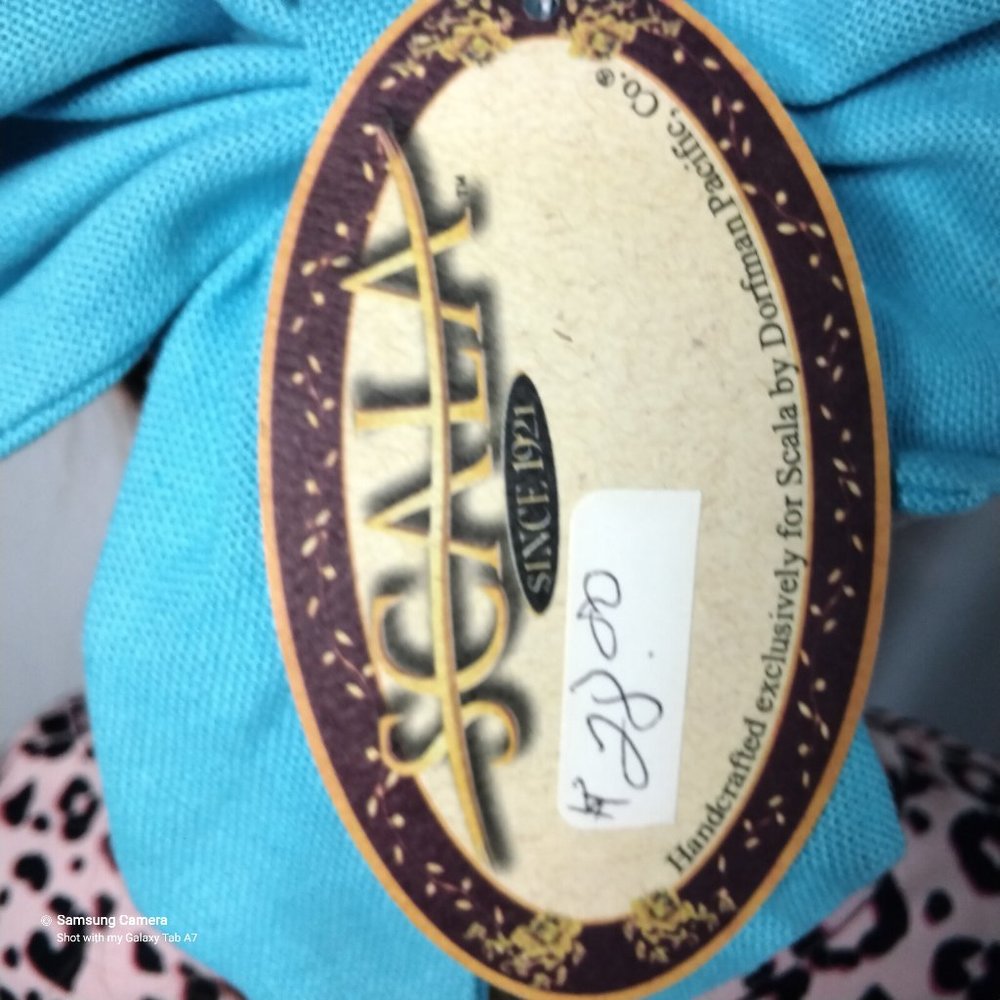 SCALA™
SINCE 1921
$28.00
Handcrafted exclusively for Scala by Dorfman Pacific, Co.®
Samsung Camera
Shot with my Galaxy Tab A7